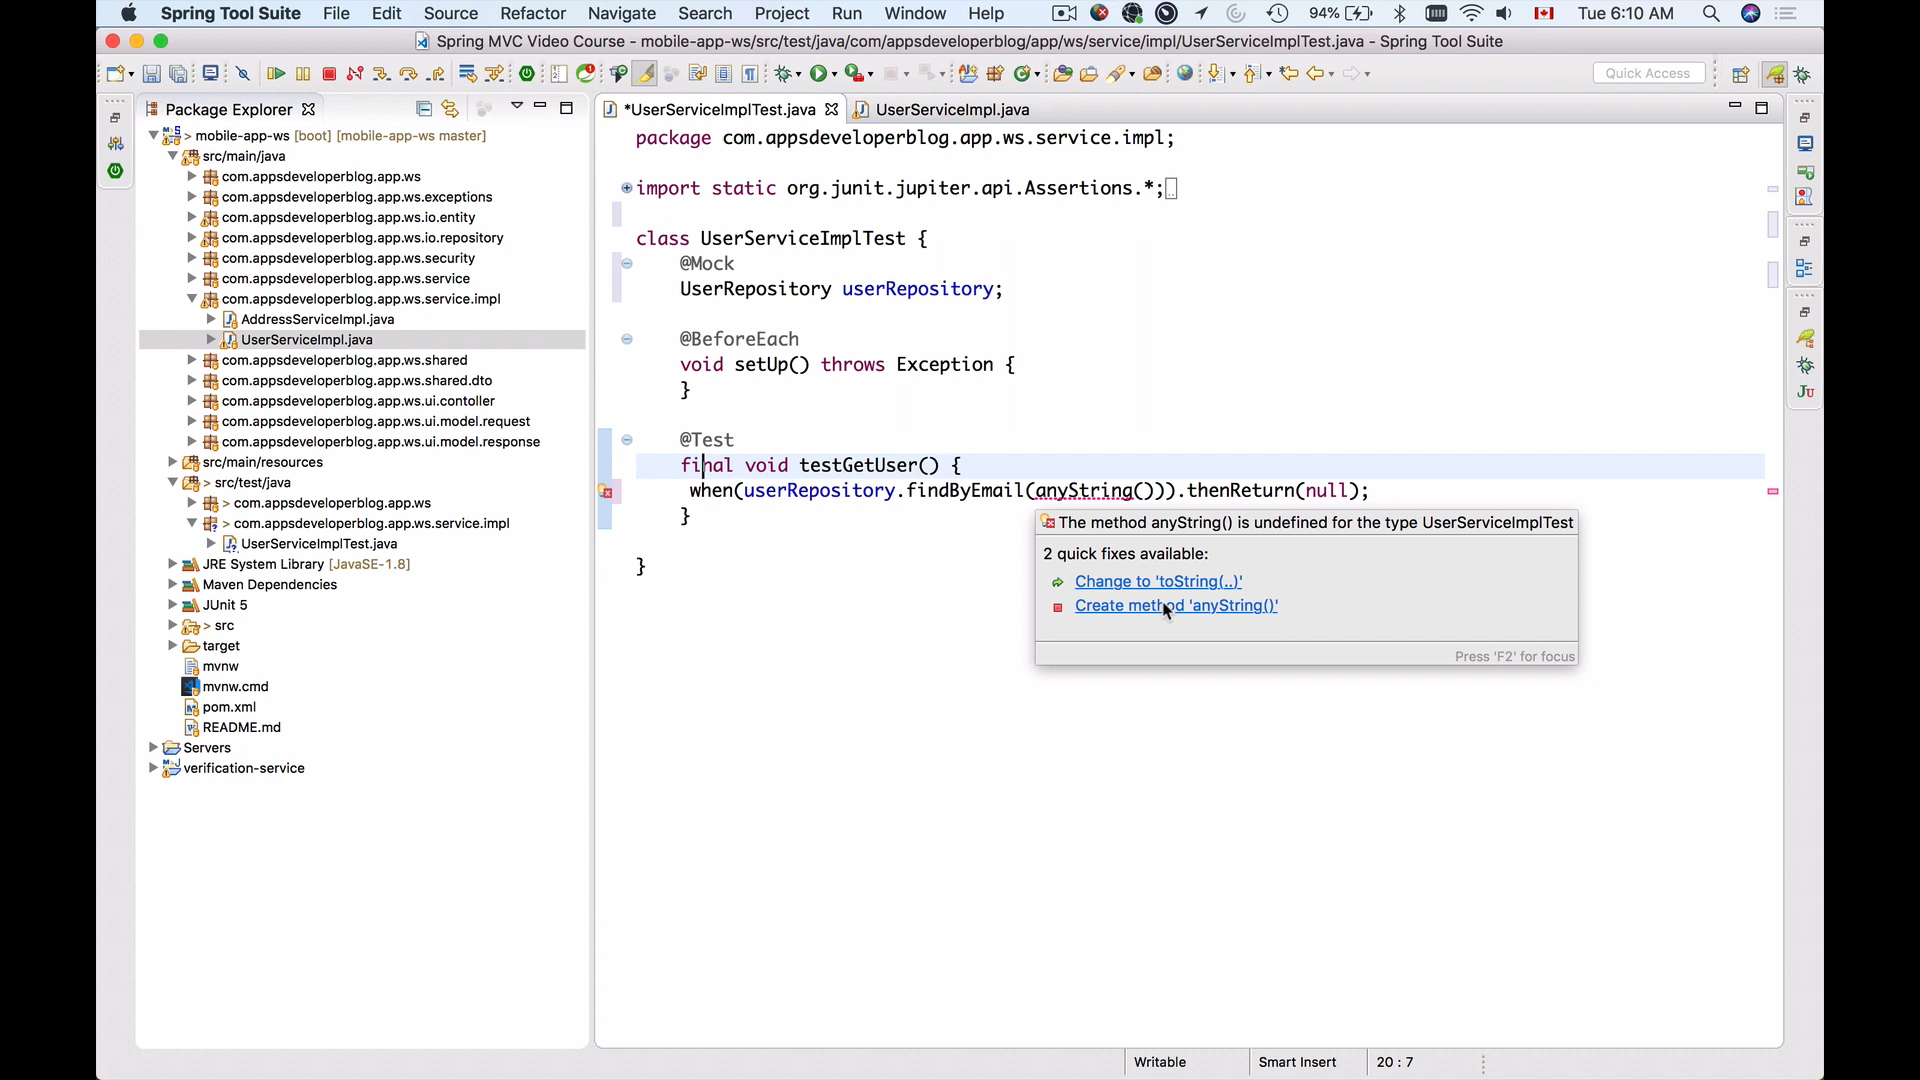 Spring Tool Suite File Edit Source Refactor Navigate Search Project Run Window Help 94% Tue 6:10 AM
Spring MVC Video Course - mobile-app-ws/src/test/java/com/appsdeveloperblog/app/ws/service/impl/UserServiceImplTest.java - Spring Tool Suite
Quick Access
Package Explorer
> mobile-app-ws [boot] [mobile-app-ws master]
src/main/java
com.appsdeveloperblog.app.ws
com.appsdeveloperblog.app.ws.exceptions
com.appsdeveloperblog.app.ws.io.entity
com.appsdeveloperblog.app.ws.io.repository
com.appsdeveloperblog.app.ws.security
com.appsdeveloperblog.app.ws.service
com.appsdeveloperblog.app.ws.service.impl
AddressServiceImpl.java
UserServiceImpl.java
com.appsdeveloperblog.app.ws.shared
com.appsdeveloperblog.app.ws.shared.dto
com.appsdeveloperblog.app.ws.ui.contoller
com.appsdeveloperblog.app.ws.ui.model.request
com.appsdeveloperblog.app.ws.ui.model.response
src/main/resources
> src/test/java
> com.appsdeveloperblog.app.ws
> com.appsdeveloperblog.app.ws.service.impl
UserServiceImplTest.java
JRE System Library [JavaSE-1.8]
Maven Dependencies
JUnit 5
> src
target
mvnw
mvnw.cmd
pom.xml
README.md
Servers
verification-service
*UserServiceImplTest.java UserServiceImpl.java
package com.appsdeveloperblog.app.ws.service.impl;
import static org.junit.jupiter.api.Assertions.*;
class UserServiceImplTest {
@Mock
UserRepository userRepository;
@BeforeEach
void setUp() throws Exception {
}
@Test
final void testGetUser() {
when(userRepository.findByEmail(anyString())).thenReturn(null);
}
}
The method anyString() is undefined for the type UserServiceImplTest
2 quick fixes available:
Change to 'toString(..)'
Create method 'anyString()'
Press 'F2' for focus
Writable Smart Insert 20 : 7